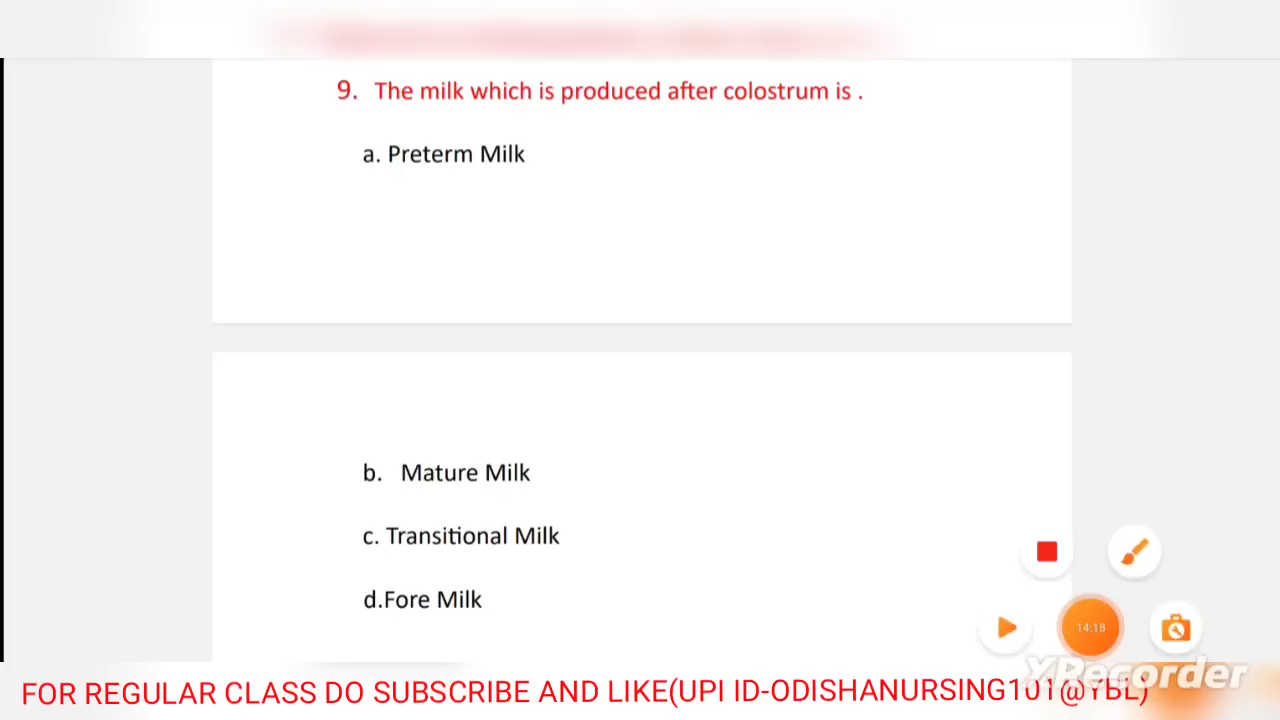 9. The milk which is produced after colostrum is .
a. Preterm Milk
b. Mature Milk
c. Transitional Milk
d.Fore Milk
14:18
XRecorder
FOR REGULAR CLASS DO SUBSCRIBE AND LIKE(UPI ID-ODISHANURSING101@YBL)